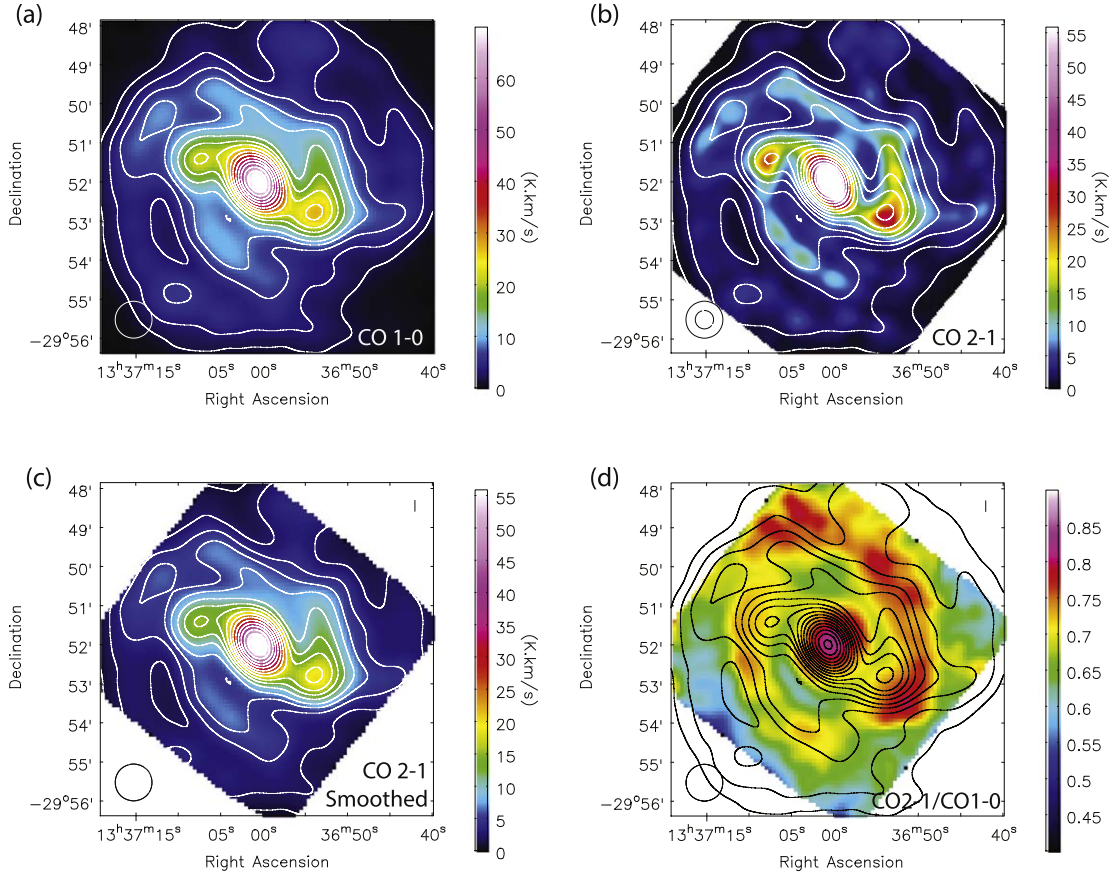 (a)
48'
49'
50'
51'
52'
53'
54'
55'
−29°56'
Declination
CO 1-0
13ʰ37ᵐ15ˢ 05ˢ 00ˢ 36ᵐ50ˢ 40ˢ
Right Ascension
60
50
40
30
20
10
0
(K.km/s)
(b)
48'
49'
50'
51'
52'
53'
54'
55'
−29°56'
Declination
CO 2-1
13ʰ37ᵐ15ˢ 05ˢ 00ˢ 36ᵐ50ˢ 40ˢ
Right Ascension
55
50
45
40
35
30
25
20
15
10
5
0
(K.km/s)
(c)
48'
49'
50'
51'
52'
53'
54'
55'
−29°56'
Declination
I
CO 2-1
Smoothed
13ʰ37ᵐ15ˢ 05ˢ 00ˢ 36ᵐ50ˢ 40ˢ
Right Ascension
55
50
45
40
35
30
25
20
15
10
5
0
(K.km/s)
(d)
48'
49'
50'
51'
52'
53'
54'
55'
−29°56'
Declination
I
CO2-1/CO1-0
13ʰ37ᵐ15ˢ 05ˢ 00ˢ 36ᵐ50ˢ 40ˢ
Right Ascension
0.85
0.8
0.75
0.7
0.65
0.6
0.55
0.5
0.45